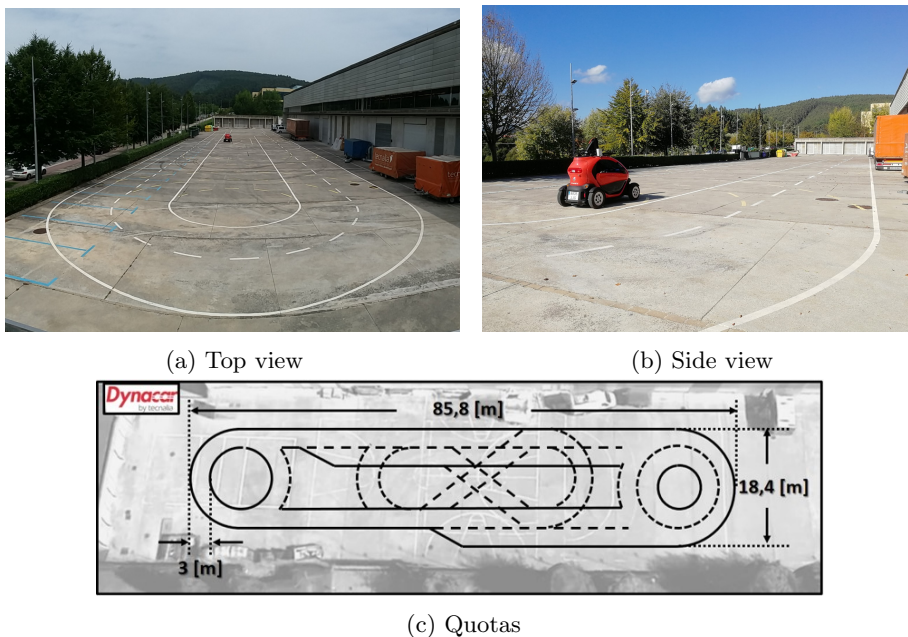 (a) Top view
(b) Side view
Dynacar
by tecnalia
85,8 [m]
18,4 [m]
3 [m]
(c) Quotas